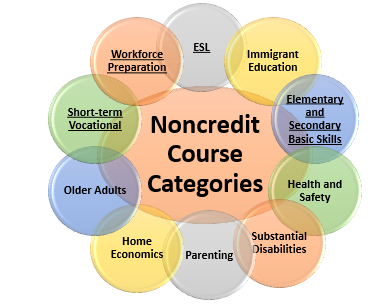 ESL
Immigrant
Education
Elementary
and
Secondary
Basic Skills
Health and
Safety
Substantial
Disabilities
Parenting
Home
Economics
Older Adults
Short-term
Vocational
Workforce
Preparation
Noncredit
Course
Categories